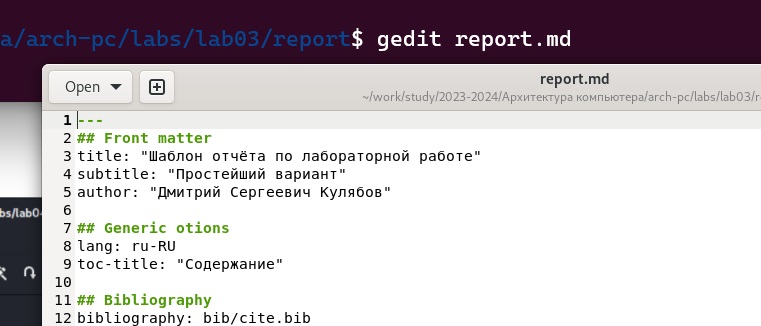 a/arch-pc/labs/lab03/report$ gedit report.md
Open
report.md
~/work/study/2023-2024/Архитектура компьютера/arch-pc/labs/lab03/r
1 ---
2 ## Front matter
3 title: "Шаблон отчёта по лабораторной работе"
4 subtitle: "Простейший вариант"
5 author: "Дмитрий Сергеевич Кулябов"
6
7 ## Generic otions
8 lang: ru-RU
9 toc-title: "Содержание"
10
11 ## Bibliography
12 bibliography: bib/cite.bib
bs/lab0